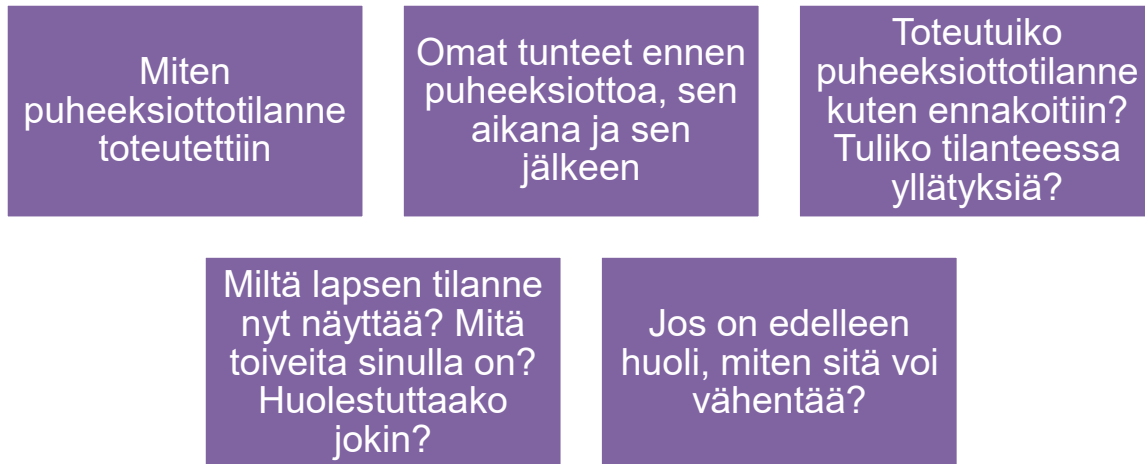 Miten
puheeksiottotilanne
toteutettiin
Omat tunteet ennen
puheeksiottoa, sen
aikana ja sen
jälkeen
Toteutuiko
puheeksiottotilanne
kuten ennakoitiin?
Tuliko tilanteessa
yllätyksiä?
Miltä lapsen tilanne
nyt näyttää? Mitä
toiveita sinulla on?
Huolestuttaako
jokin?
Jos on edelleen
huoli, miten sitä voi
vähentää?